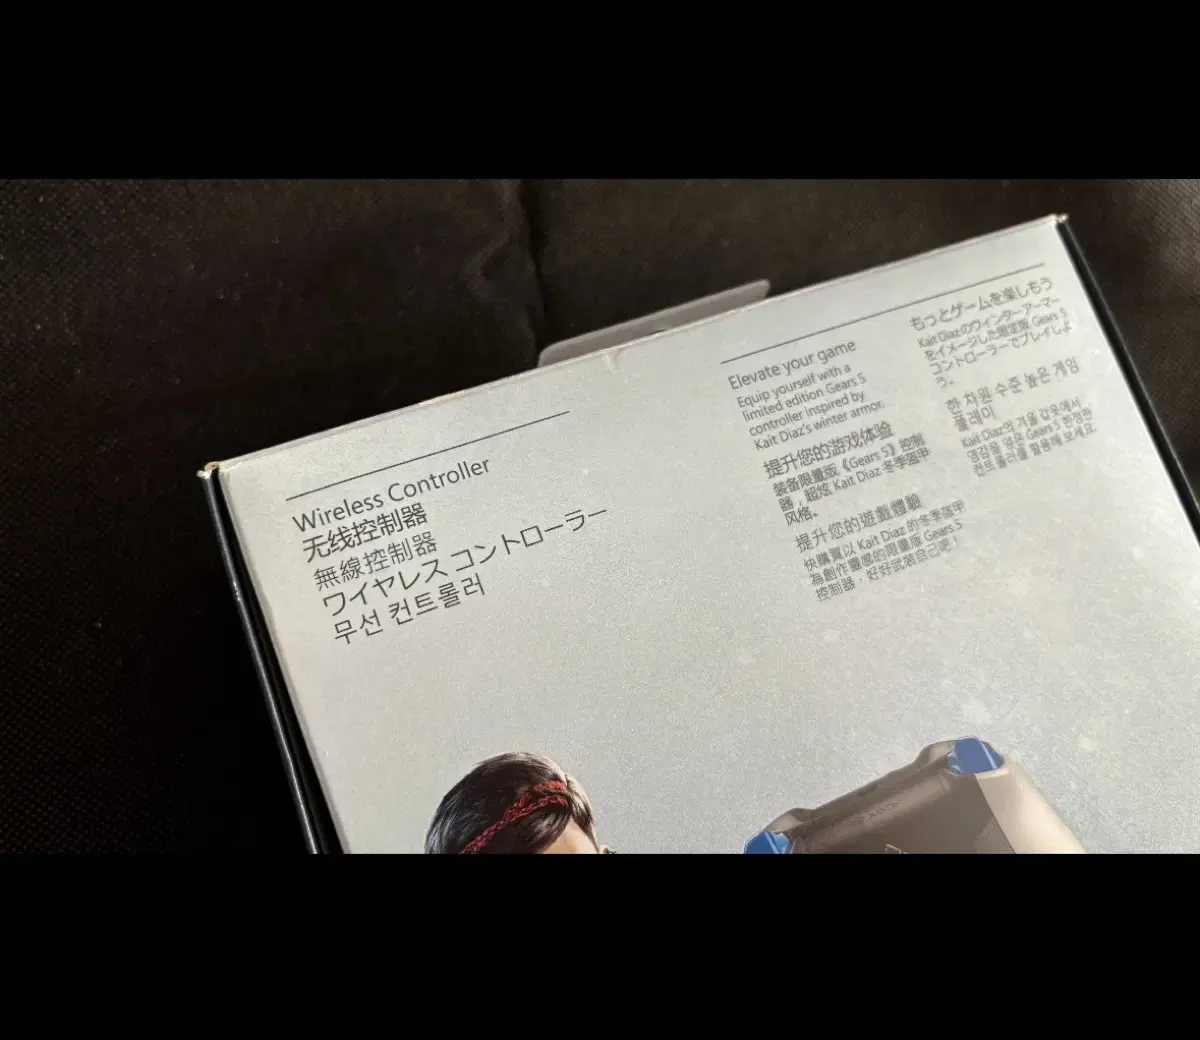 Wireless Controller
无线控制器
無線控制器
ワイヤレス コントローラー
무선 컨트롤러
Elevate your game
Equip yourself with a
limited edition Gears 5
controller inspired by
Kait Diaz's winter armor.
提升您的游戏体验
装备限量版《Gears 5》控制
器，超炫 Kait Diaz 冬季盔甲
风格。
提升您的遊戲體驗
快購買以 Kait Diaz 的冬季盔甲
為創作靈感的限量版 Gears 5
控制器，好好武裝自己吧！
もっとゲームを楽しもう
Kait Diazのウィンター アーマー
をイメージした限定版 Gears 5
コントローラーでプレイしよ
う。
한 차원 수준 높은 게임
플레이
Kait Diaz의 겨울 갑옷에서
영감을 얻은 Gears 5 한정판
컨트롤러를 활용해 보세요.